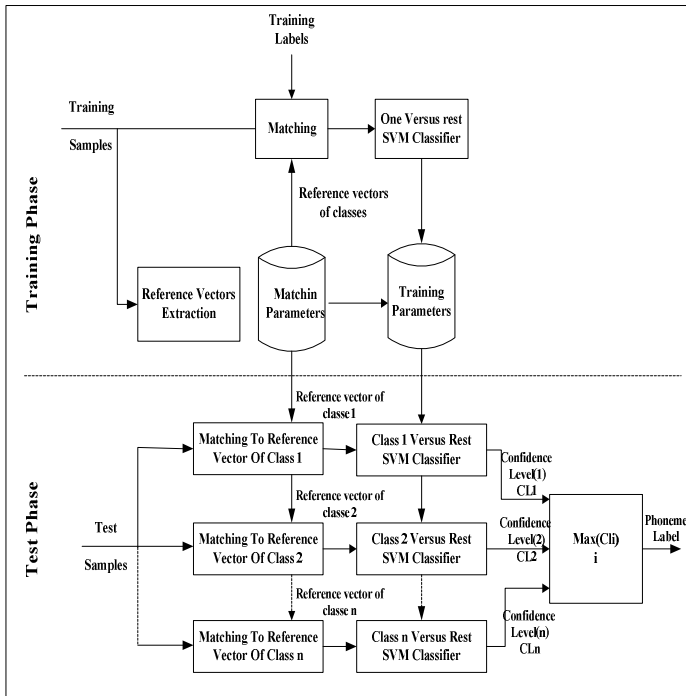 Training
Labels
Training
Samples
Matching
One Versus rest
SVM Classifier
Reference vectors
of classes
Training Phase
Reference Vectors
Extraction
Matchin
Parameters
Training
Parameters
Reference vector of
classe 1
Matching To Reference
Vector Of Class 1
Class 1 Versus Rest
SVM Classifier
Confidence
Level(1)
CL1
Reference vector of
classe 2
Test Phase
Test
Samples
Matching To Reference
Vector Of Class 2
Class 2 Versus Rest
SVM Classifier
Confidence
Level(2)
CL2
Max(Cli)
i
Phoneme
Label
Reference vector of
classe n
Matching To Reference
Vector Of Class n
Class n Versus Rest
SVM Classifier
Confidence
Level(n)
CLn